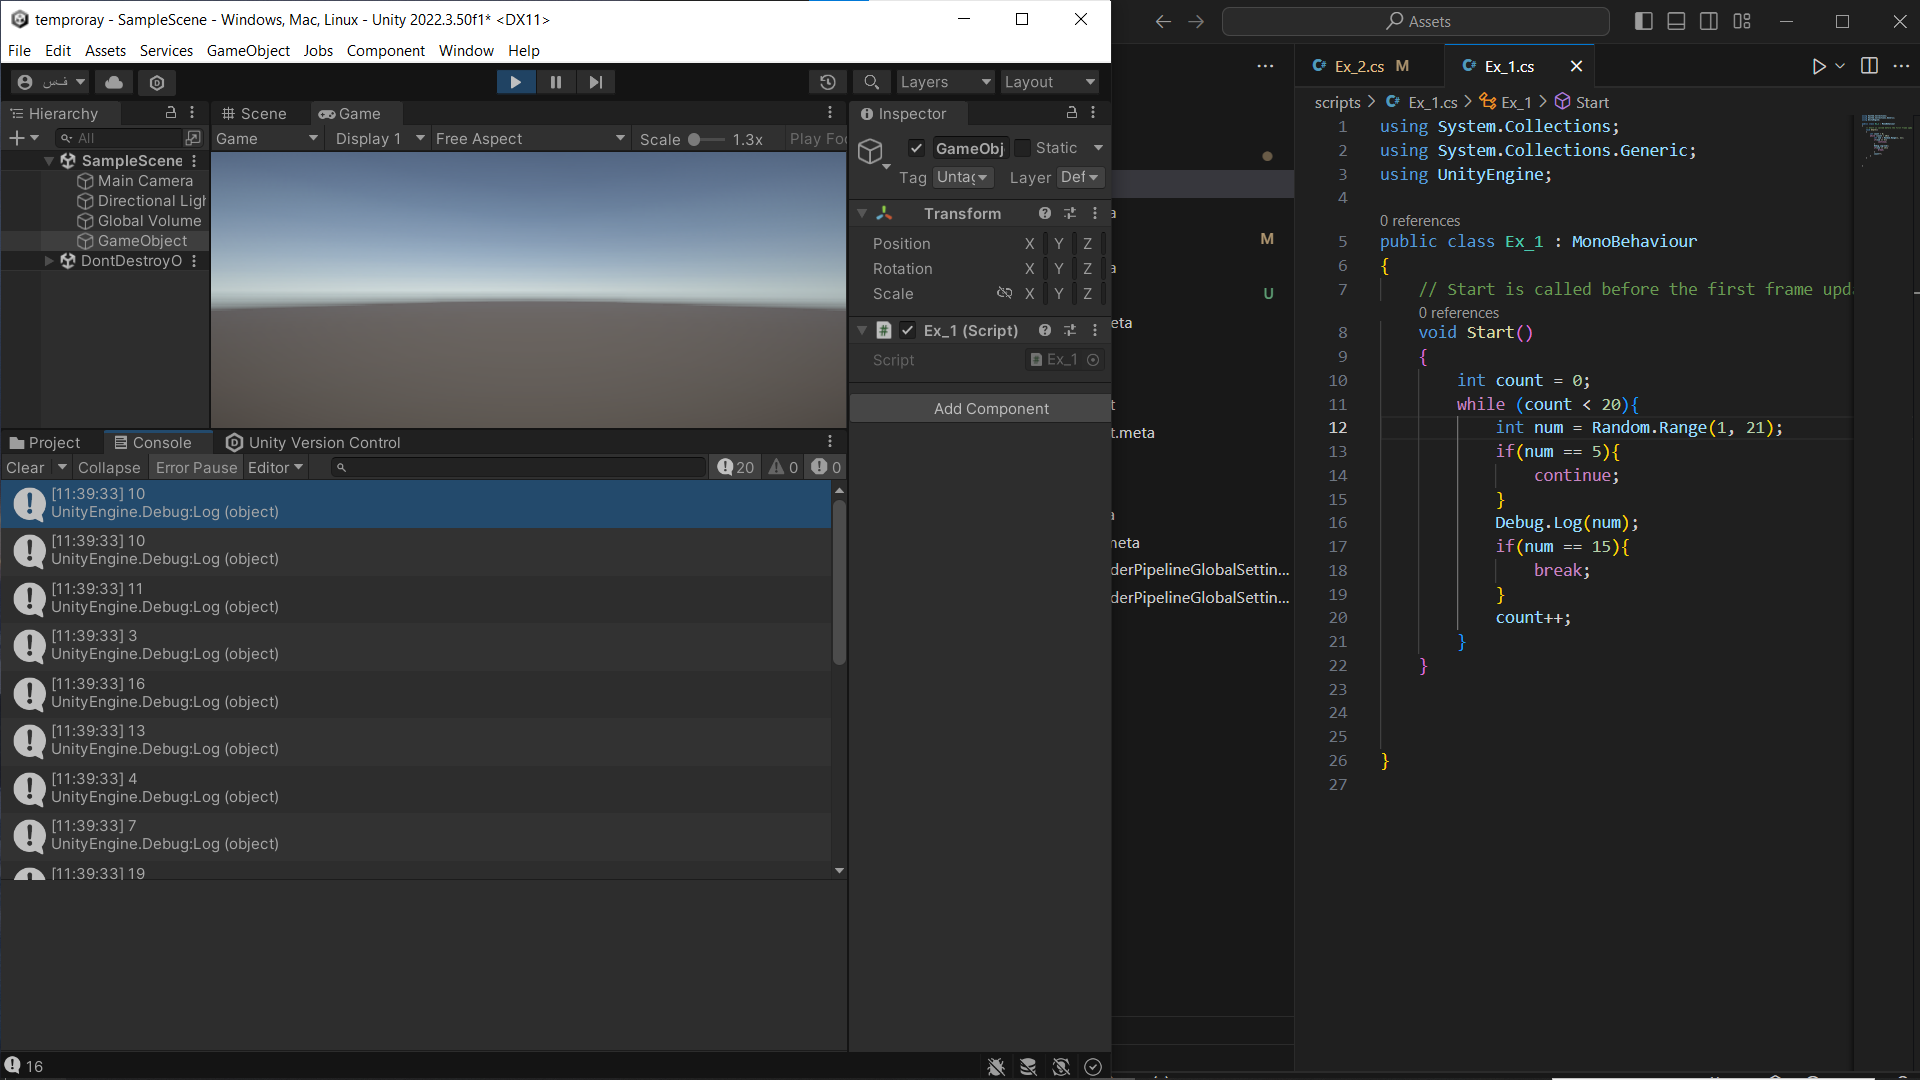 temproray - SampleScene - Windows, Mac, Linux - Unity 2022.3.50f1* <DX11>
File Edit Assets Services GameObject Jobs Component Window Help
فس
Layers
Layout
Hierarchy
All
SampleScene
Main Camera
Directional Ligh
Global Volume
GameObject
DontDestroyO
Scene
Game
Game
Display 1
Free Aspect
Scale
1.3x
Play Fo
Inspector
GameObj
Static
Tag
Untag
Layer
Def
Transform
Position X Y Z
Rotation X Y Z
Scale X Y Z
Ex_1 (Script)
Script
Ex_1
Add Component
Project
Console
Unity Version Control
Clear
Collapse
Error Pause
Editor
20
0
0
[11:39:33] 10
UnityEngine.Debug:Log (object)
[11:39:33] 10
UnityEngine.Debug:Log (object)
[11:39:33] 11
UnityEngine.Debug:Log (object)
[11:39:33] 3
UnityEngine.Debug:Log (object)
[11:39:33] 16
UnityEngine.Debug:Log (object)
[11:39:33] 13
UnityEngine.Debug:Log (object)
[11:39:33] 4
UnityEngine.Debug:Log (object)
[11:39:33] 7
UnityEngine.Debug:Log (object)
[11:39:33] 19
16
Assets
a
M
a
U
eta
t
t.meta
a
neta
derPipelineGlobalSettin...
derPipelineGlobalSettin...
Ex_2.cs M
Ex_1.cs
scripts > Ex_1.cs > Ex_1 > Start
1 using System.Collections;
2 using System.Collections.Generic;
3 using UnityEngine;
4
0 references
5 public class Ex_1 : MonoBehaviour
6 {
7 // Start is called before the first frame upd
0 references
8 void Start()
9 {
10 int count = 0;
11 while (count < 20){
12 int num = Random.Range(1, 21);
13 if(num == 5){
14 continue;
15 }
16 Debug.Log(num);
17 if(num == 15){
18 break;
19 }
20 count++;
21 }
22 }
23
24
25
26 }
27